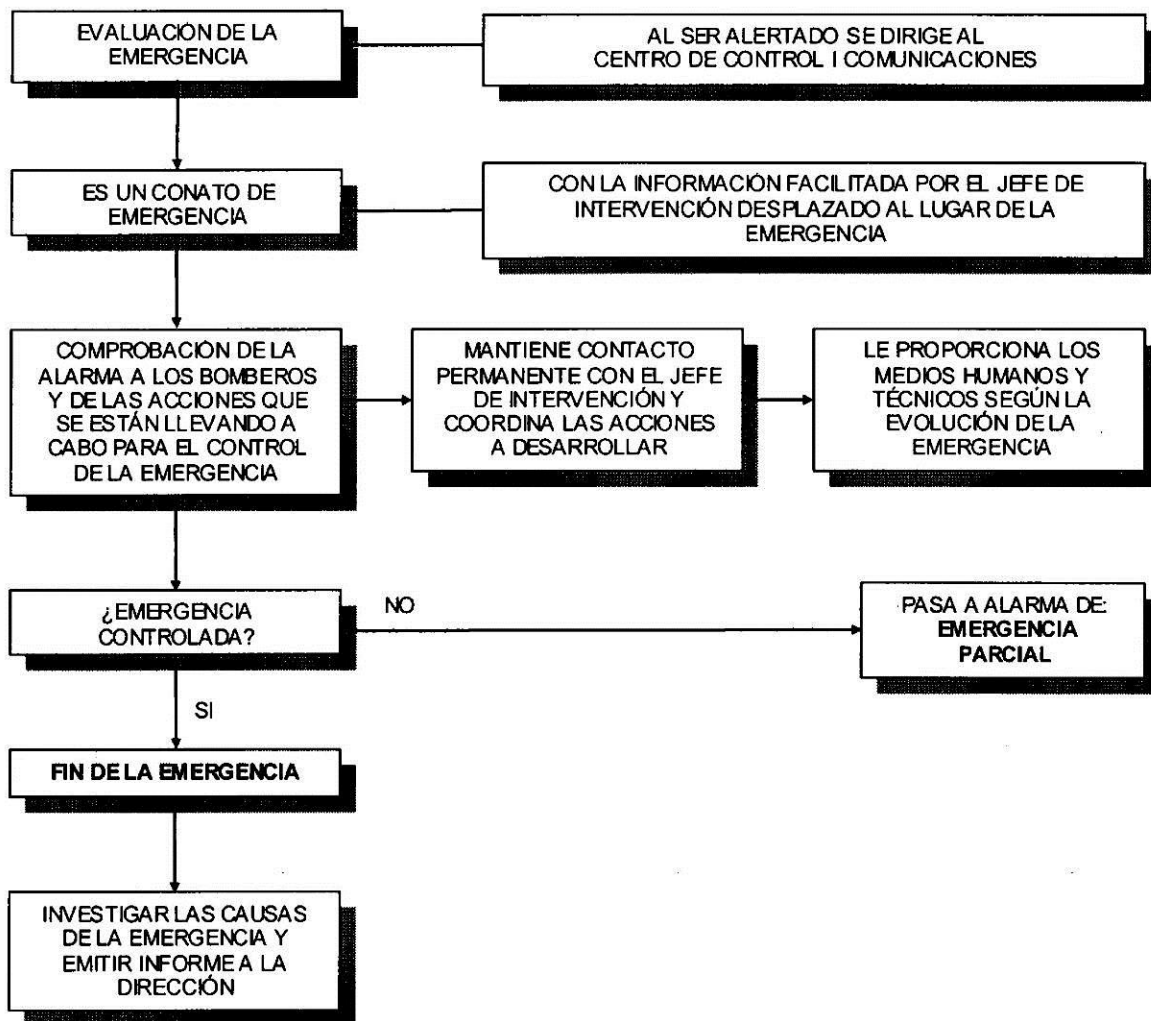 EVALUACIÓN DE LA
EMERGENCIA
AL SER ALERTADO SE DIRIGE AL
CENTRO DE CONTROL I COMUNICACIONES
ES UN CONATO DE
EMERGENCIA
CON LA INFORMACIÓN FACILITADA POR EL JEFE DE
INTERVENCIÓN DESPLAZADO AL LUGAR DE LA
EMERGENCIA
COMPROBACIÓN DE LA
ALARMA A LOS BOMBEROS
Y DE LAS ACCIONES QUE
SE ESTÁN LLEVANDO A
CABO PARA EL CONTROL
DE LA EMERGENCIA
MANTIENE CONTACTO
PERMANENTE CON EL JEFE
DE INTERVENCIÓN Y
COORDINA LAS ACCIONES
A DESARROLLAR
LE PROPORCIONA LOS
MEDIOS HUMANOS Y
TÉCNICOS SEGÚN LA
EVOLUCIÓN DE LA
EMERGENCIA
¿EMERGENCIA
CONTROLADA?
NO
PASA A ALARMA DE:
EMERGENCIA
PARCIAL
SI
FIN DE LA EMERGENCIA
INVESTIGAR LAS CAUSAS
DE LA EMERGENCIA Y
EMITIR INFORME A LA
DIRECCIÓN